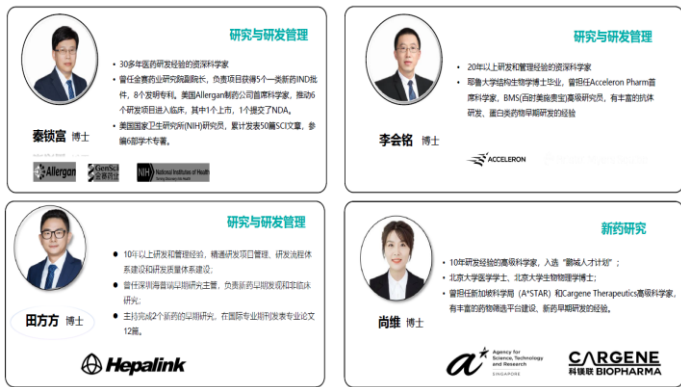 研究与研发管理
• 30多年医药研发经验的资深科学家
• 曾任金赛药业研究院副院长，负责项目获得5个一类新药IND批
件，8个发明专利。美国Allergan制药公司首席科学家，推动6
个研发项目进入临床，其中1个上市，1个提交了NDA。
• 美国国家卫生研究所(NIH)研究员，累计发表50篇SCI文章，参
编6部学术专著。
秦锁富 博士
Allergan
GenSci
金赛药业
NIH National Institutes of Health
研究与研发管理
• 20年以上研发和管理经验的资深科学家
• 耶鲁大学结构生物学博士毕业，曾担任Acceleron Pharm首
席科学家，BMS(百时美施贵宝)高级研究员，有丰富的抗体
研发、蛋白类药物早期研发的经验
李会铭 博士
ACCELERON
研究与研发管理
● 10年以上研发和管理经验，精通研发项目管理、研发流程体
系建设和研发质量体系建设；
● 曾任深圳海普瑞早期研究主管，负责新药早期发现和非临床
研究；
● 主持完成2个新药的早期研究，在国际专业期刊发表专业论文
12篇。
田方方 博士
Hepalink
新药研究
• 10年研发经验的高级科学家，入选“鹏城人才计划”；
• 北京大学医学学士、北京大学生物物理学博士；
• 曾担任新加坡科学局（A*STAR）和Cargene Therapeutics高级科学家，
有丰富的药物筛选平台建设、新药早期研发的经验。
尚维 博士
Agency for
Science, Technology
and Research
SINGAPORE
CARGENE
科镁联 BIOPHARMA